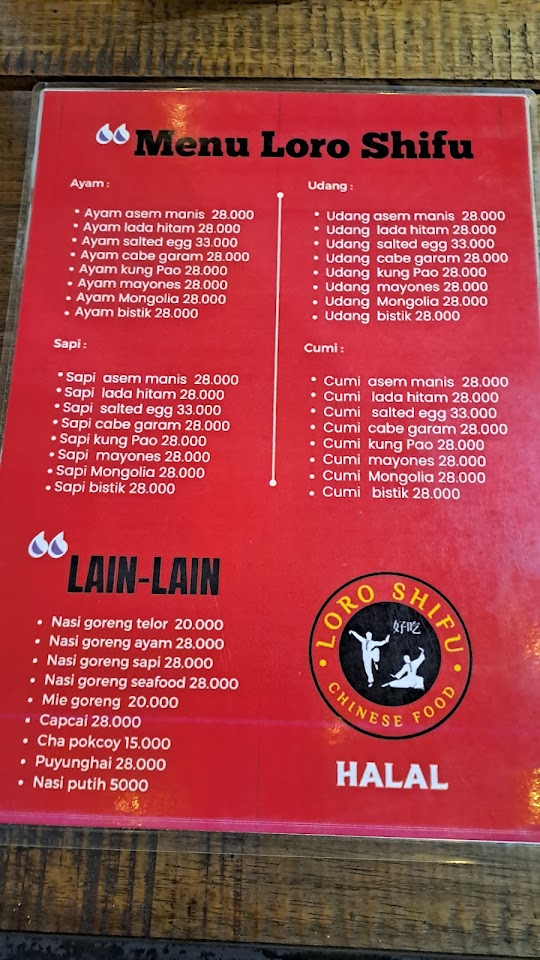 Menu Loro Shifu
Ayam :
• Ayam asem manis 28.000
• Ayam lada hitam 28.000
• Ayam salted egg 33.000
• Ayam cabe garam 28.000
• Ayam kung Pao 28.000
• Ayam mayones 28.000
• Ayam Mongolia 28.000
• Ayam bistik 28.000
Udang :
• Udang asem manis 28.000
• Udang lada hitam 28.000
• Udang salted egg 33.000
• Udang cabe garam 28.000
• Udang kung Pao 28.000
• Udang mayones 28.000
• Udang Mongolia 28.000
• Udang bistik 28.000
Sapi :
• Sapi asem manis 28.000
• Sapi lada hitam 28.000
• Sapi salted egg 33.000
• Sapi cabe garam 28.000
• Sapi kung Pao 28.000
• Sapi mayones 28.000
• Sapi Mongolia 28.000
• Sapi bistik 28.000
Cumi :
• Cumi asem manis 28.000
• Cumi lada hitam 28.000
• Cumi salted egg 33.000
• Cumi cabe garam 28.000
• Cumi kung Pao 28.000
• Cumi mayones 28.000
• Cumi Mongolia 28.000
• Cumi bistik 28.000
LAIN-LAIN
• Nasi goreng telor 20.000
• Nasi goreng ayam 28.000
• Nasi goreng sapi 28.000
• Nasi goreng seafood 28.000
• Mie goreng 20.000
• Capcai 28.000
• Cha pokcoy 15.000
• Puyunghai 28.000
• Nasi putih 5000
LORO SHIFU
好吃
CHINESE FOOD
HALAL